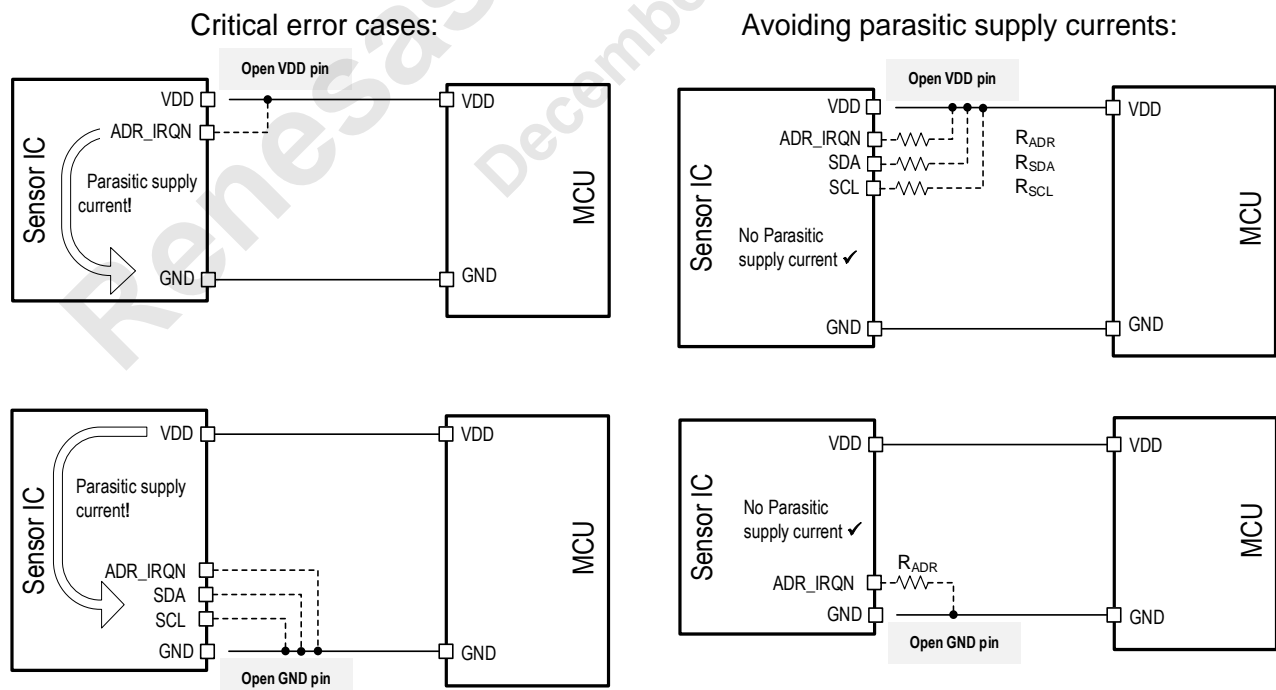 Critical error cases:
Open VDD pin
VDD
ADR_IRQN
Parasitic supply
current!
GND
Sensor IC
VDD
GND
MCU
Avoiding parasitic supply currents:
Open VDD pin
VDD
ADR_IRQN
SDA
SCL
RADR
RSDA
RSCL
No Parasitic
supply current ✓
GND
Sensor IC
VDD
GND
MCU
VDD
Parasitic supply
current!
ADR_IRQN
SDA
SCL
GND
Open GND pin
Sensor IC
VDD
GND
MCU
VDD
No Parasitic
supply current ✓
RADR
ADR_IRQN
GND
Open GND pin
Sensor IC
VDD
GND
MCU
Renesas
Decembe